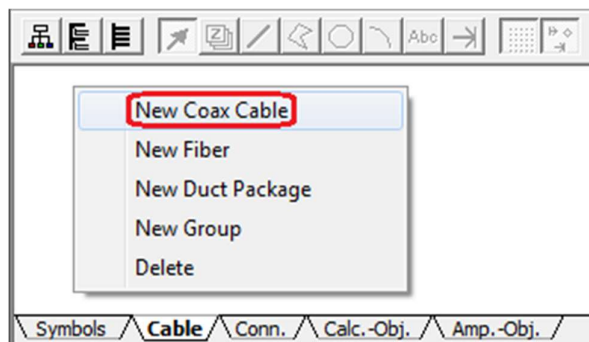 Abc
New Coax Cable
New Fiber
New Duct Package
New Group
Delete
Symbols Cable Conn. Calc.-Obj. Amp.-Obj.